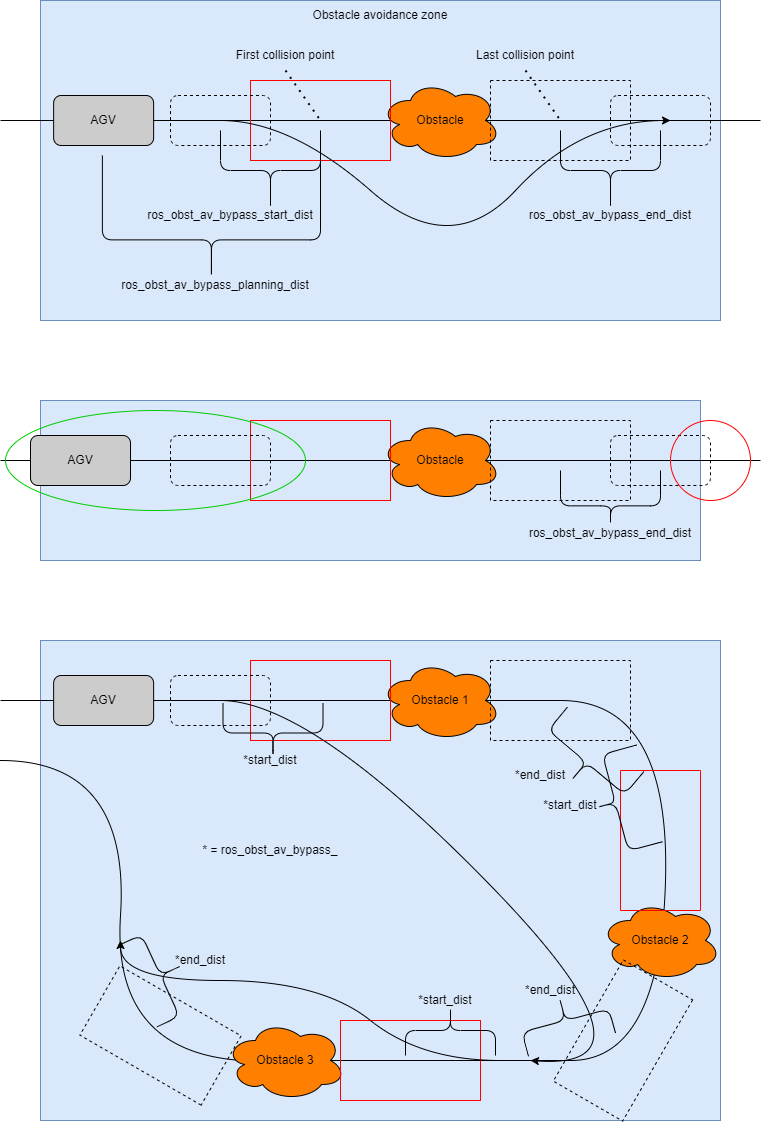 Obstacle avoidance zone
First collision point
Last collision point
AGV
Obstacle
ros_obst_av_bypass_start_dist
ros_obst_av_bypass_end_dist
ros_obst_av_bypass_planning_dist
AGV
Obstacle
ros_obst_av_bypass_end_dist
AGV
Obstacle 1
*start_dist
*end_dist
*start_dist
* = ros_obst_av_bypass_
Obstacle 2
*end_dist
*end_dist
*start_dist
Obstacle 3